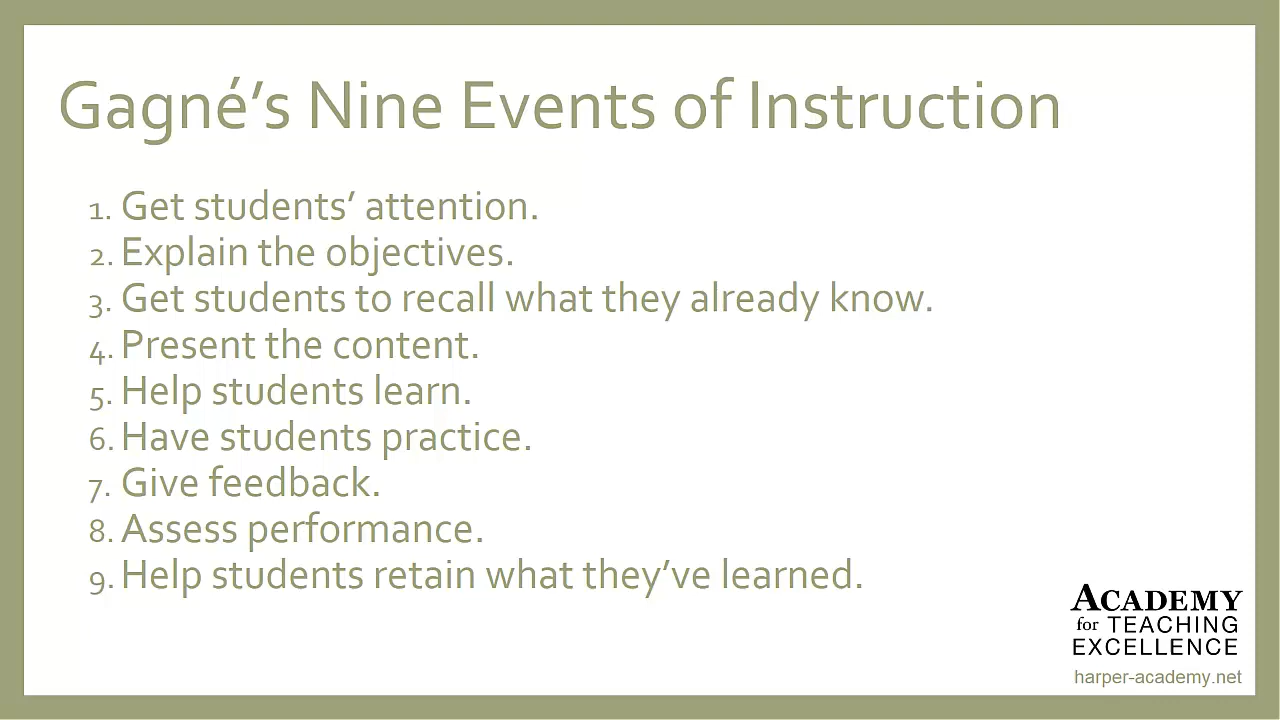 Gagné’s Nine Events of Instruction
1. Get students’ attention.
2. Explain the objectives.
3. Get students to recall what they already know.
4. Present the content.
5. Help students learn.
6. Have students practice.
7. Give feedback.
8. Assess performance.
9. Help students retain what they’ve learned.
ACADEMY
for TEACHING
EXCELLENCE
harper-academy.net